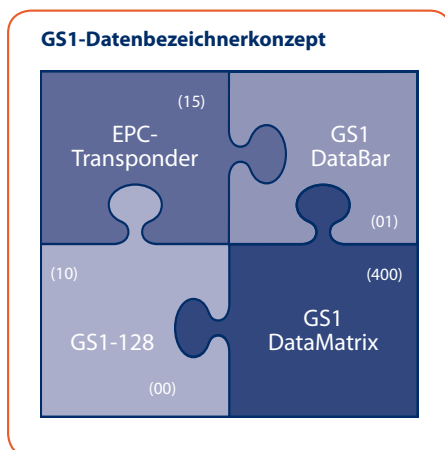 GS1-Datenbezeichnerkonzept
(15)
EPC-
Transponder
GS1
DataBar
(01)
(10)
GS1-128
(00)
(400)
GS1
DataMatrix